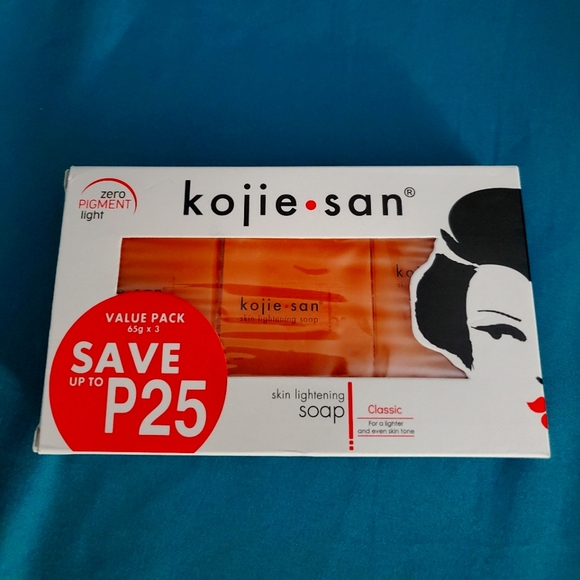 zero
PIGMENT
light
kojie•san®
kojie•san
skin lightening soap
VALUE PACK
65g x 3
SAVE
UP TO
P25
skin lightening
soap
Classic
For a lighter
and even skin tone